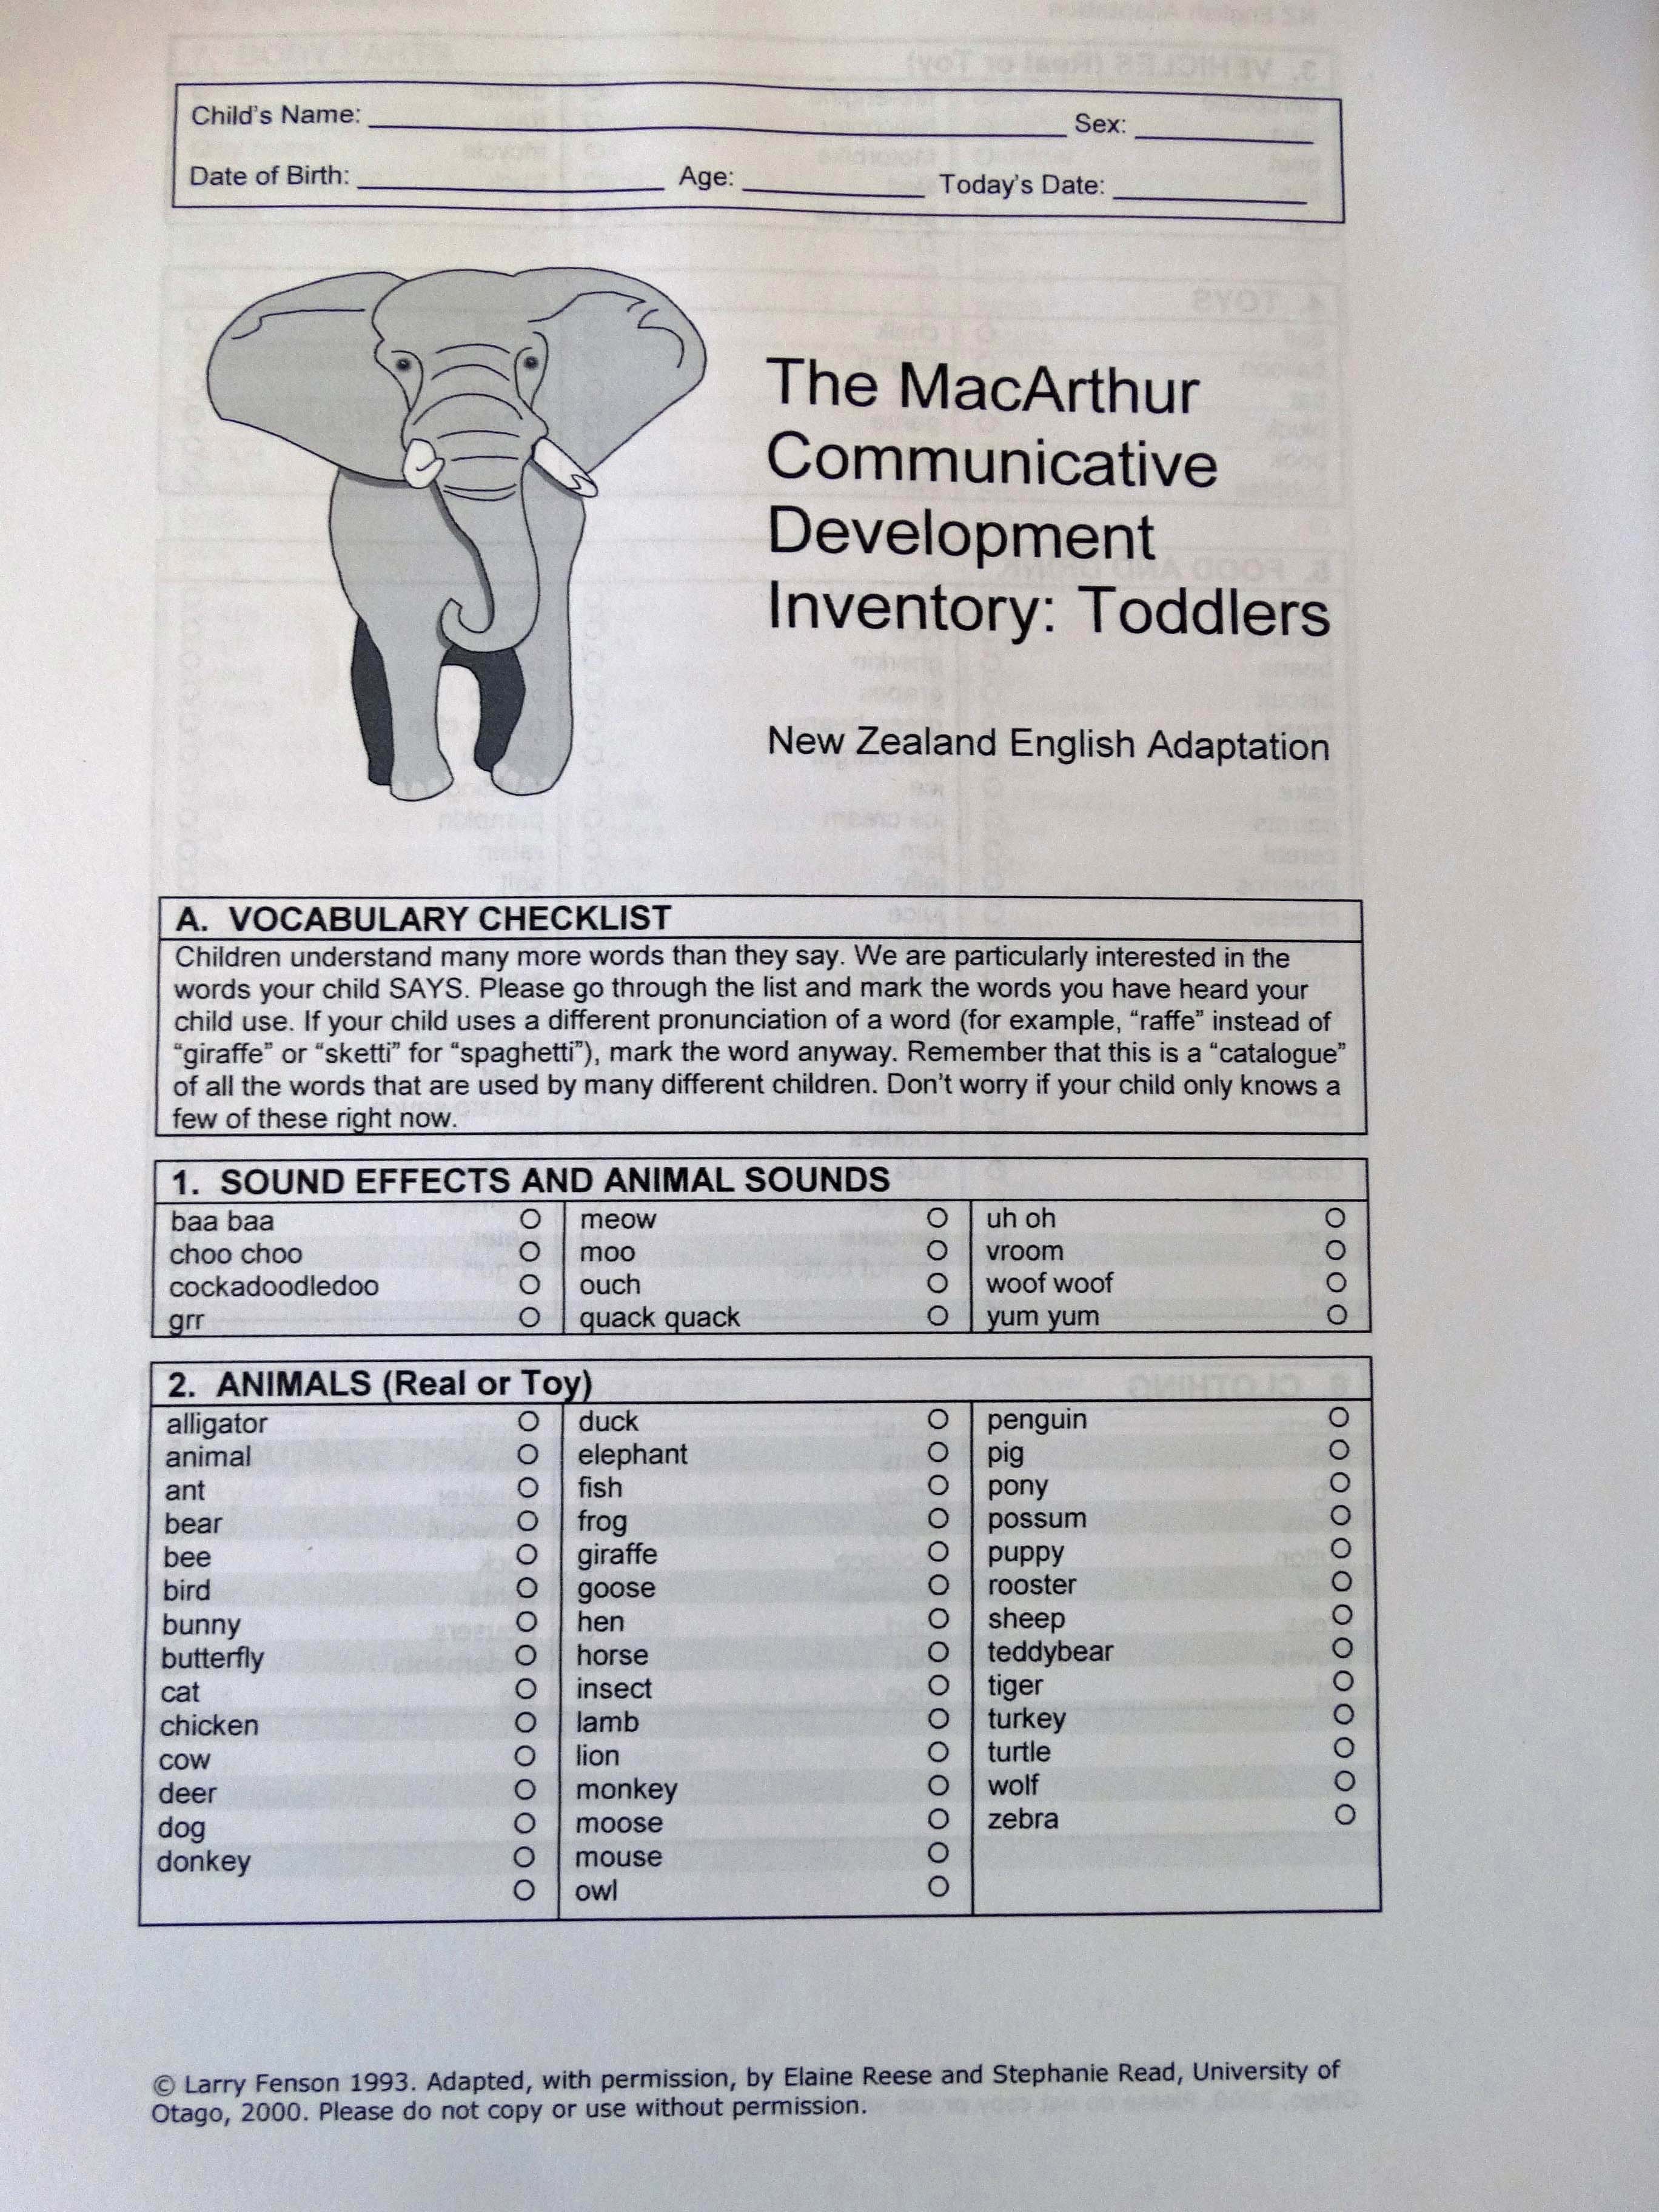 Child's Name: Sex:
Date of Birth: Age: Today's Date:
The MacArthur
Communicative
Development
Inventory: Toddlers
New Zealand English Adaptation
A. VOCABULARY CHECKLIST
Children understand many more words than they say. We are particularly interested in the
words your child SAYS. Please go through the list and mark the words you have heard your
child use. If your child uses a different pronunciation of a word (for example, “raffe” instead of
“giraffe” or “sketti” for “spaghetti”), mark the word anyway. Remember that this is a “catalogue”
of all the words that are used by many different children. Don't worry if your child only knows a
few of these right now.
1. SOUND EFFECTS AND ANIMAL SOUNDS
baa baa O meow O uh oh O
choo choo O moo O vroom O
cockadoodledoo O ouch O woof woof O
grr O quack quack O yum yum O
2. ANIMALS (Real or Toy)
alligator O duck O penguin O
animal O elephant O pig O
ant O fish O pony O
bear O frog O possum O
bee O giraffe O puppy O
bird O goose O rooster O
bunny O hen O sheep O
butterfly O horse O teddybear O
cat O insect O tiger O
chicken O lamb O turkey O
cow O lion O turtle O
deer O monkey O wolf O
dog O moose O zebra O
donkey O mouse O
O owl O
© Larry Fenson 1993. Adapted, with permission, by Elaine Reese and Stephanie Read, University of
Otago, 2000. Please do not copy or use without permission.